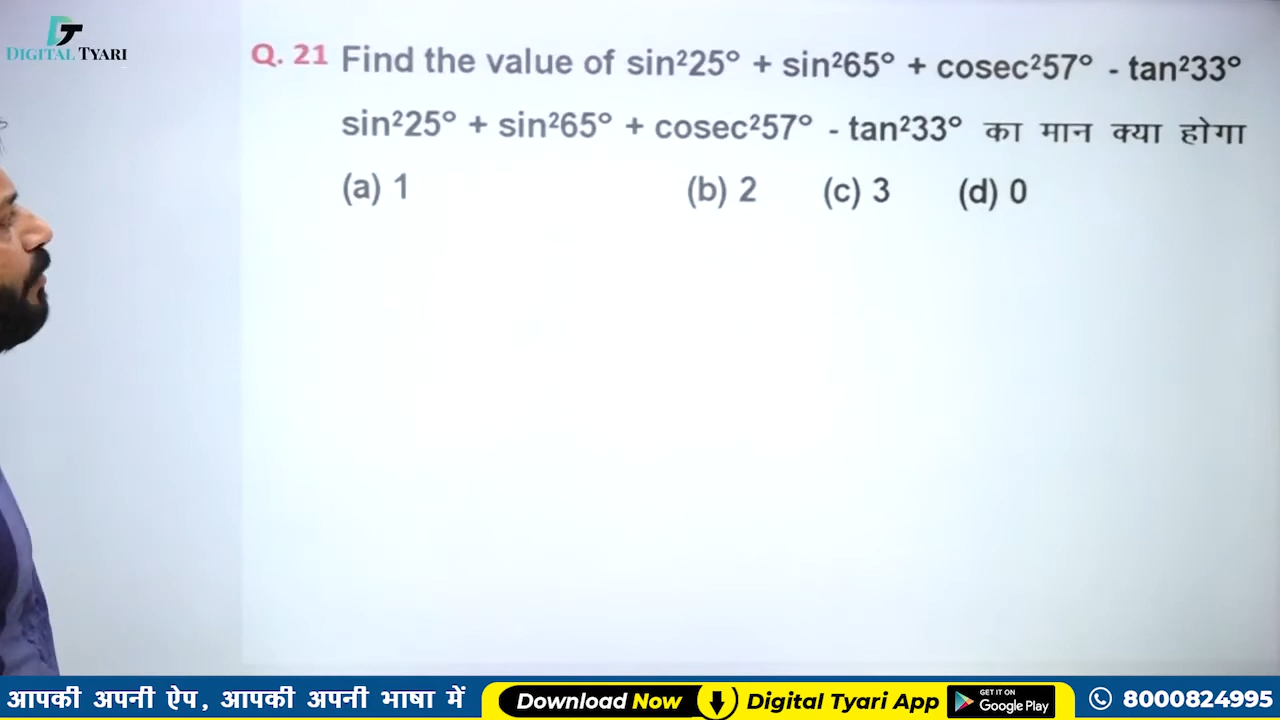 DT
DIGITAL TYARI
Q. 21 Find the value of sin²25° + sin²65° + cosec²57° - tan²33°
sin²25° + sin²65° + cosec²57° - tan²33° का मान क्या होगा
(a) 1 (b) 2 (c) 3 (d) 0
आपकी अपनी ऐप, आपकी अपनी भाषा में Download Now Digital Tyari App GET IT ON Google Play 8000824995